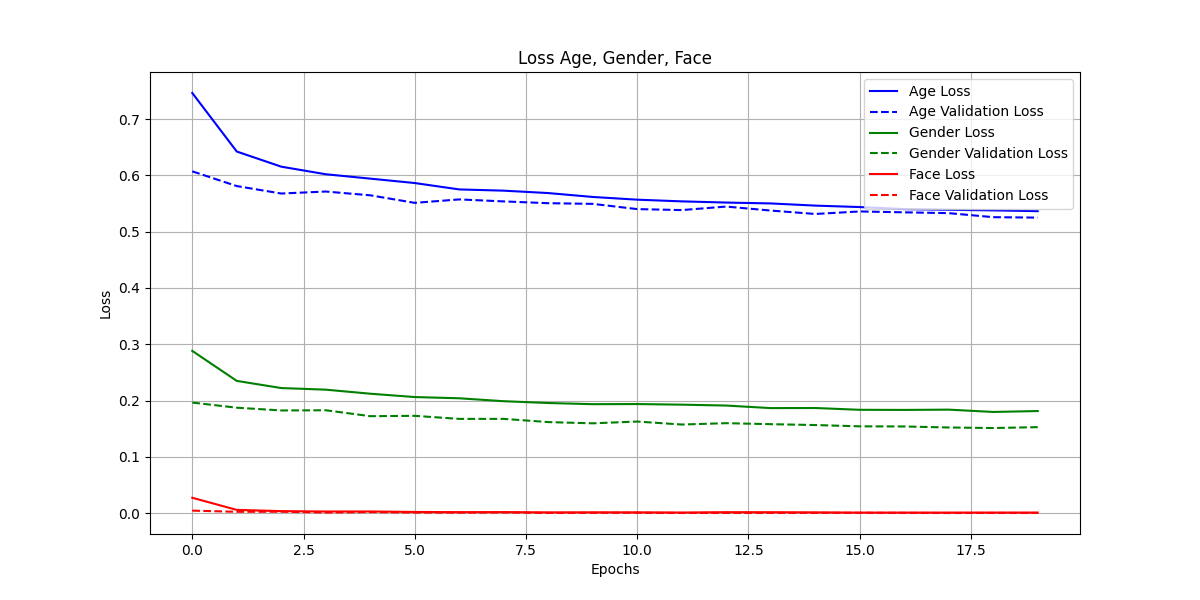 Loss Age, Gender, Face
Age Loss
Age Validation Loss
Gender Loss
Gender Validation Loss
Face Loss
Face Validation Loss
0.7
0.6
0.5
0.4
0.3
0.2
0.1
0.0
Loss
0.0 2.5 5.0 7.5 10.0 12.5 15.0 17.5
Epochs